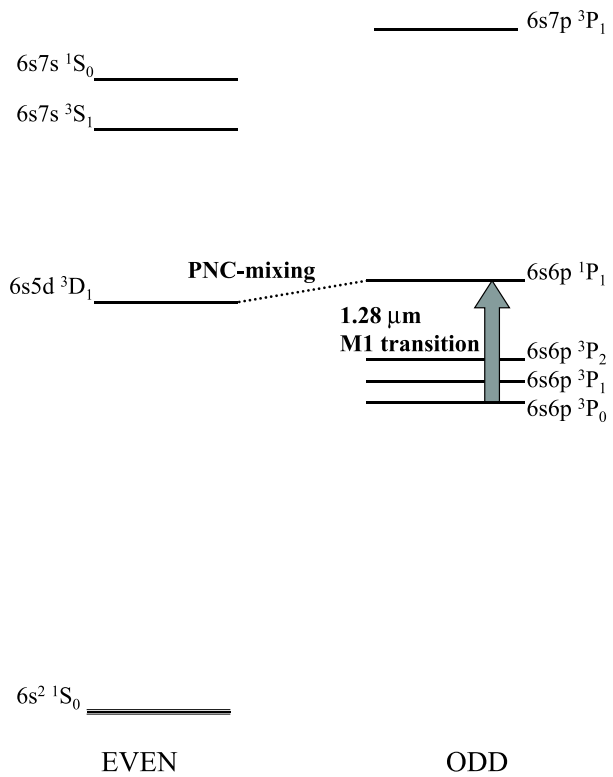 6s7p ³P₁
6s7s ¹S₀
6s7s ³S₁
PNC-mixing
6s6p ¹P₁
6s5d ³D₁
1.28 μm
M1 transition
6s6p ³P₂
6s6p ³P₁
6s6p ³P₀
6s² ¹S₀
EVEN
ODD